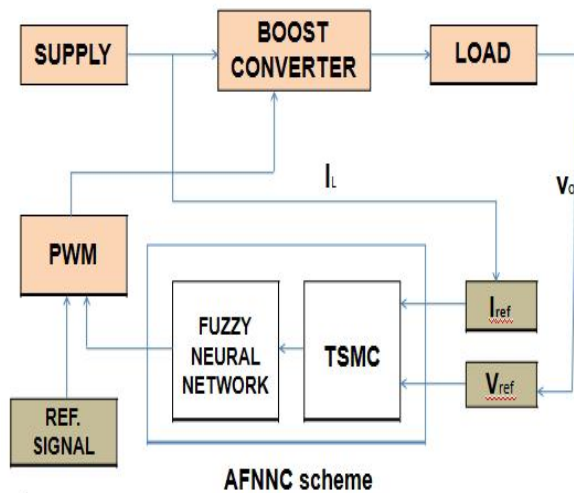 SUPPLY
BOOST
CONVERTER
LOAD
IL
Vo
PWM
FUZZY
NEURAL
NETWORK
TSMC
Iref
Vref
REF.
SIGNAL
AFNNC scheme